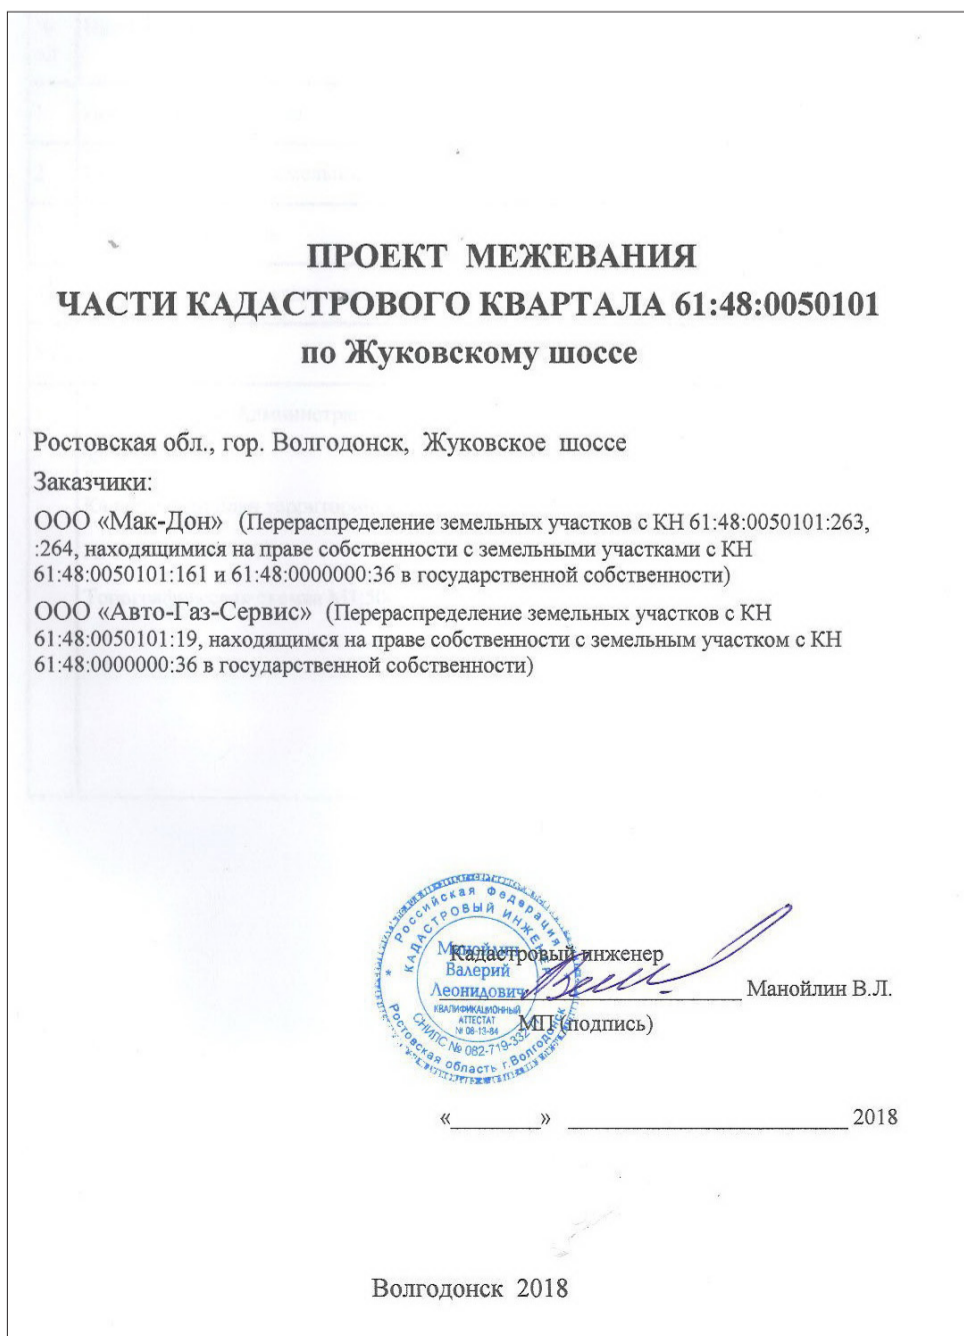 ПРОЕКТ МЕЖЕВАНИЯ
ЧАСТИ КАДАСТРОВОГО КВАРТАЛА 61:48:0050101
по Жуковскому шоссе
Ростовская обл., гор. Волгодонск, Жуковское шоссе
Заказчики:
ООО «Мак-Дон» (Перераспределение земельных участков с КН 61:48:0050101:263,
:264, находящимися на праве собственности с земельными участками с КН
61:48:0050101:161 и 61:48:0000000:36 в государственной собственности)
ООО «Авто-Газ-Сервис» (Перераспределение земельных участков с КН
61:48:0050101:19, находящимся на праве собственности с земельным участком с КН
61:48:0000000:36 в государственной собственности)
Российская Федерация
КАДАСТРОВЫЙ ИНЖЕНЕР
Манойлин
Валерий
Леонидович
КВАЛИФИКАЦИОННЫЙ
АТТЕСТАТ
СНИПС № 082-719-332
Ростовская область г.Волгодонск
Кадастровый инженер
Манойлин В.Л.
МП (подпись)
«________» _________________________ 2018
Волгодонск 2018